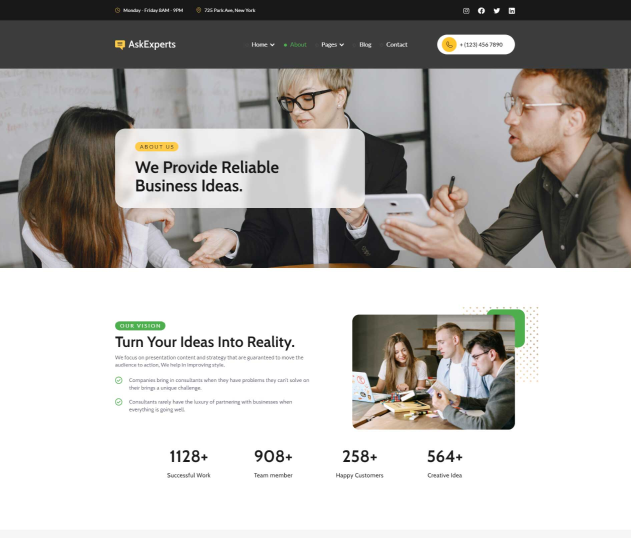 Monday - Friday 8AM - 9PM
725 Park Ave, New York
AskExperts
Home
About
Pages
Blog
Contact
+ (123) 456 7890
ABOUT US
We Provide Reliable
Business Ideas.
OUR VISION
Turn Your Ideas Into Reality.
We focus on presentation content and strategy that are guaranteed to move the
audience to action, We help in improving style.
Companies bring in consultants when they have problems they can't solve on
their brings a unique challenge.
Consultants rarely have the luxury of partnering with businesses when
everything is going well.
1128+
908+
258+
564+
Successful Work
Team member
Happy Customers
Creative Idea